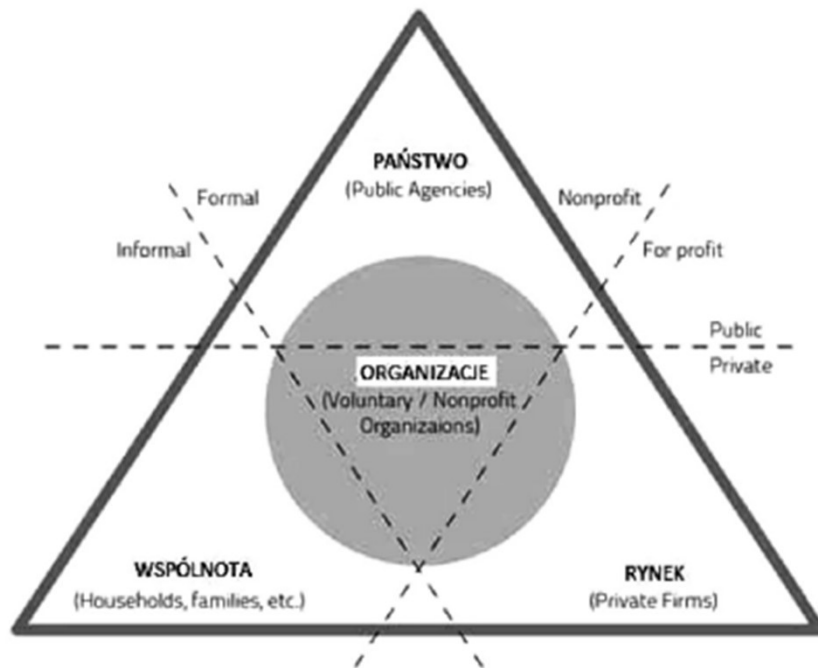 PAŃSTWO
(Public Agencies)
Formal
Nonprofit
Informal
For profit
Public
Private
ORGANIZACJE
(Voluntary / Nonprofit
Organizaions)
WSPÓLNOTA
(Households, families, etc.)
RYNEK
(Private Firms)